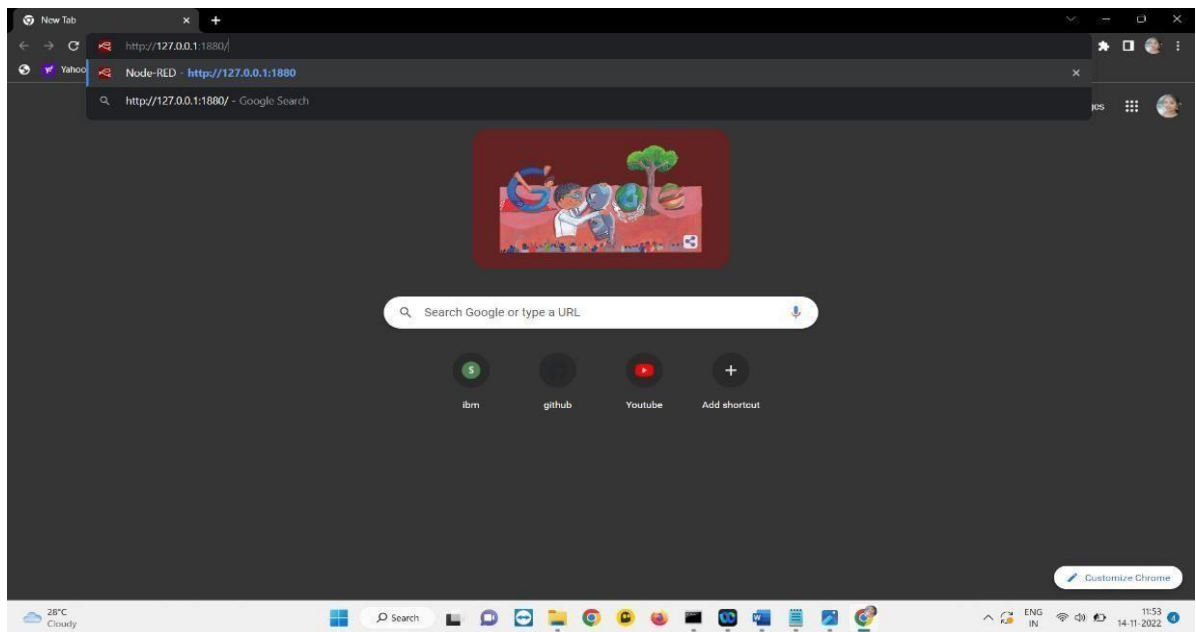 New Tab
http://127.0.0.1:1880/
Yahoo
Node-RED - http://127.0.0.1:1880
http://127.0.0.1:1880/ - Google Search
Google
Search Google or type a URL
S
ibm
github
Youtube
Add shortcut
Customize Chrome
28°C
Cloudy
Search
ENG
IN
11:53
14-11-2022
4